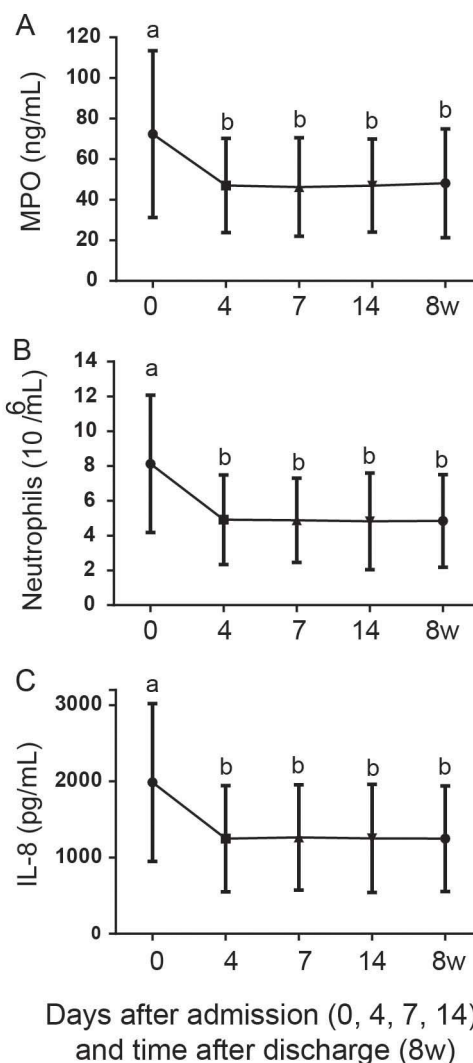 A
a
120
100
80
60
40
20
0
MPO (ng/mL)
b b b b
0 4 7 14 8w
B
a
14
12
10
8
6
4
2
0
Neutrophils (10 6/mL)
b b b b
0 4 7 14 8w
C
a
3000
2000
1000
0
IL-8 (pg/mL)
b b b b
0 4 7 14 8w
Days after admission (0, 4, 7, 14)
and time after discharge (8w)